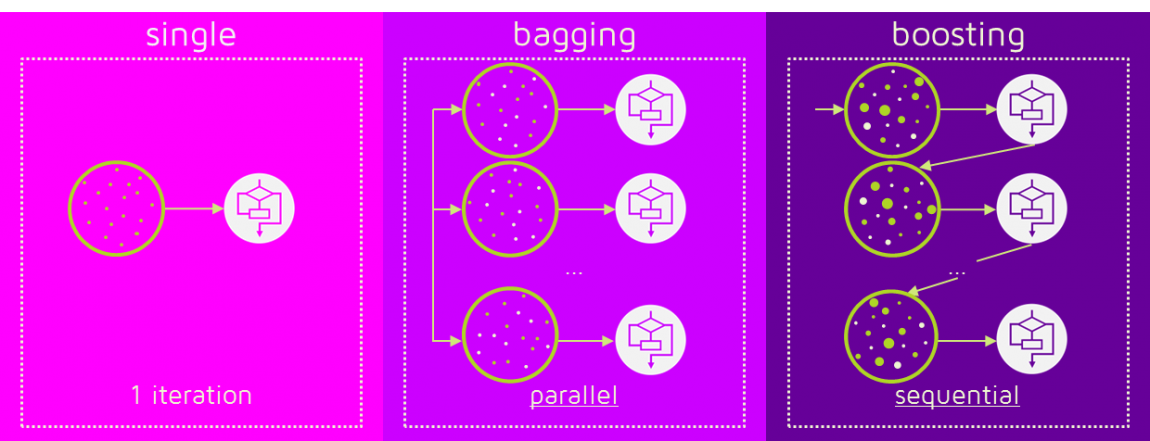 single
bagging
boosting
...
...
1 iteration
parallel
sequential